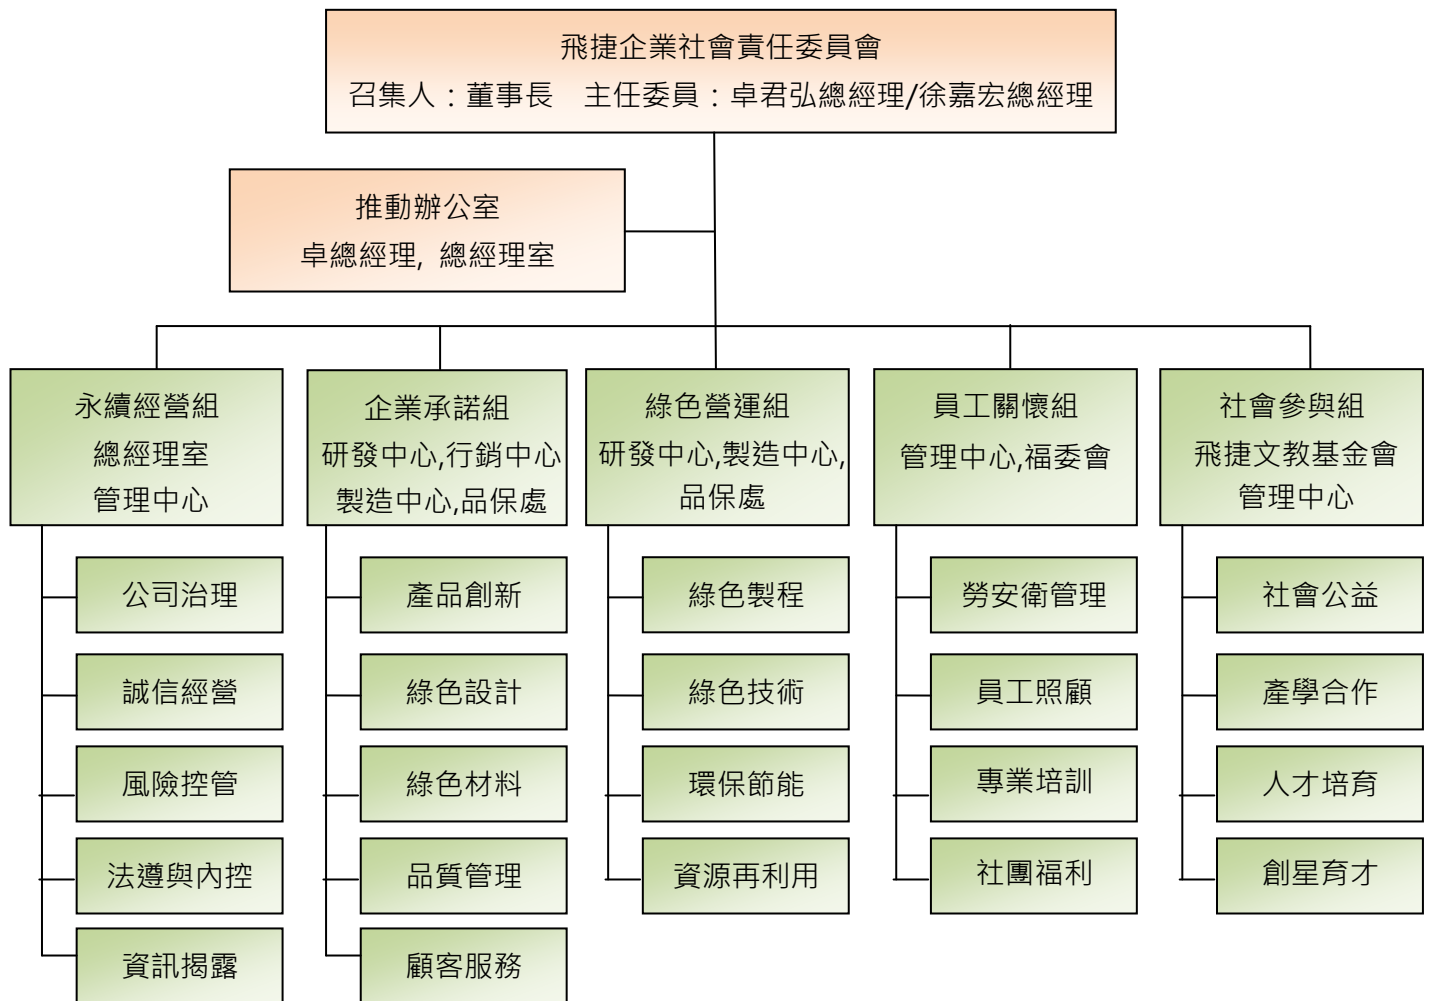 飛捷企業社會責任委員會
召集人：董事長　主任委員：卓君弘總經理/徐嘉宏總經理
推動辦公室
卓總經理, 總經理室
永續經營組
總經理室
管理中心
公司治理
誠信經營
風險控管
法遵與內控
資訊揭露
企業承諾組
研發中心,行銷中心
製造中心,品保處
產品創新
綠色設計
綠色材料
品質管理
顧客服務
綠色營運組
研發中心,製造中心,
品保處
綠色製程
綠色技術
環保節能
資源再利用
員工關懷組
管理中心,福委會
勞安衛管理
員工照顧
專業培訓
社團福利
社會參與組
飛捷文教基金會
管理中心
社會公益
產學合作
人才培育
創星育才